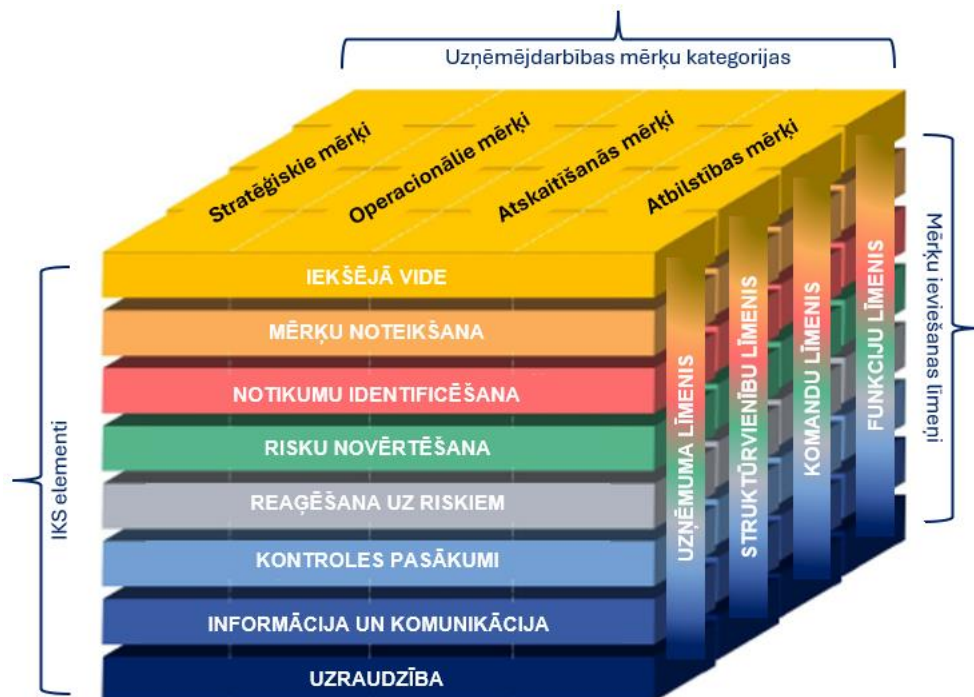 Uzņēmējdarbības mērķu kategorijas
Stratēģiskie mērķi
Operacionālie mērķi
Atskaitīšanās mērķi
Atbilstības mērķi
IEKŠĒJĀ VIDE
MĒRĶU NOTEIKŠANA
NOTIKUMU IDENTIFICĒŠANA
RISKU NOVĒRTĒŠANA
REAĢĒŠANA UZ RISKIEM
KONTROLES PASĀKUMI
INFORMĀCIJA UN KOMUNIKĀCIJA
UZRAUDZĪBA
IKS elementi
UZŅĒMUMA LĪMENIS
STRUKTŪRVIENĪBU LĪMENIS
KOMANDU LĪMENIS
FUNKCIJU LĪMENIS
Mērķu ieviešanas līmeņi